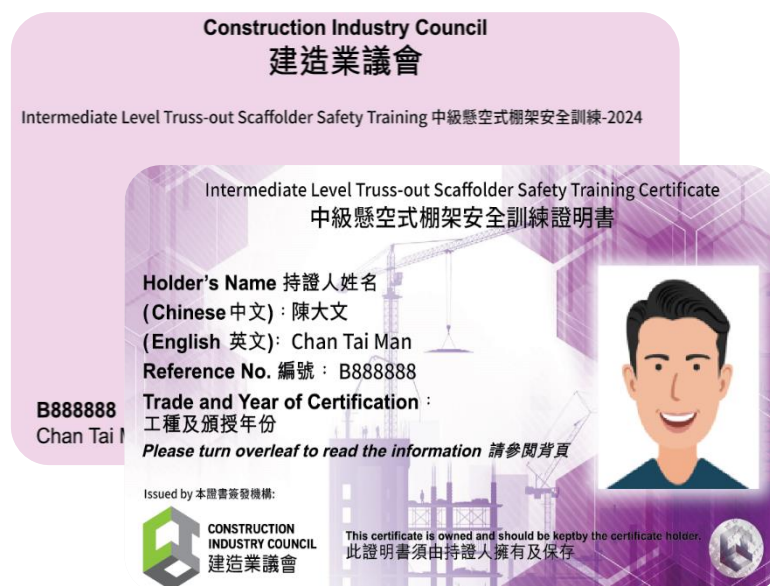 Construction Industry Council
建造業議會
Intermediate Level Truss-out Scaffolder Safety Training 中級懸空式棚架安全訓練-2024
B888888
Chan Tai
Intermediate Level Truss-out Scaffolder Safety Training Certificate
中級懸空式棚架安全訓練證明書
Holder's Name 持證人姓名
(Chinese 中文)：陳大文
(English 英文)： Chan Tai Man
Reference No. 編號： B888888
Trade and Year of Certification：
工種及頒授年份
Please turn overleaf to read the information 請參閱背頁
Issued by 本證書簽發機構:
CONSTRUCTION
INDUSTRY COUNCIL
建造業議會
This certificate is owned and should be keptby the certificate holder.
此證明書須由持證人擁有及保存